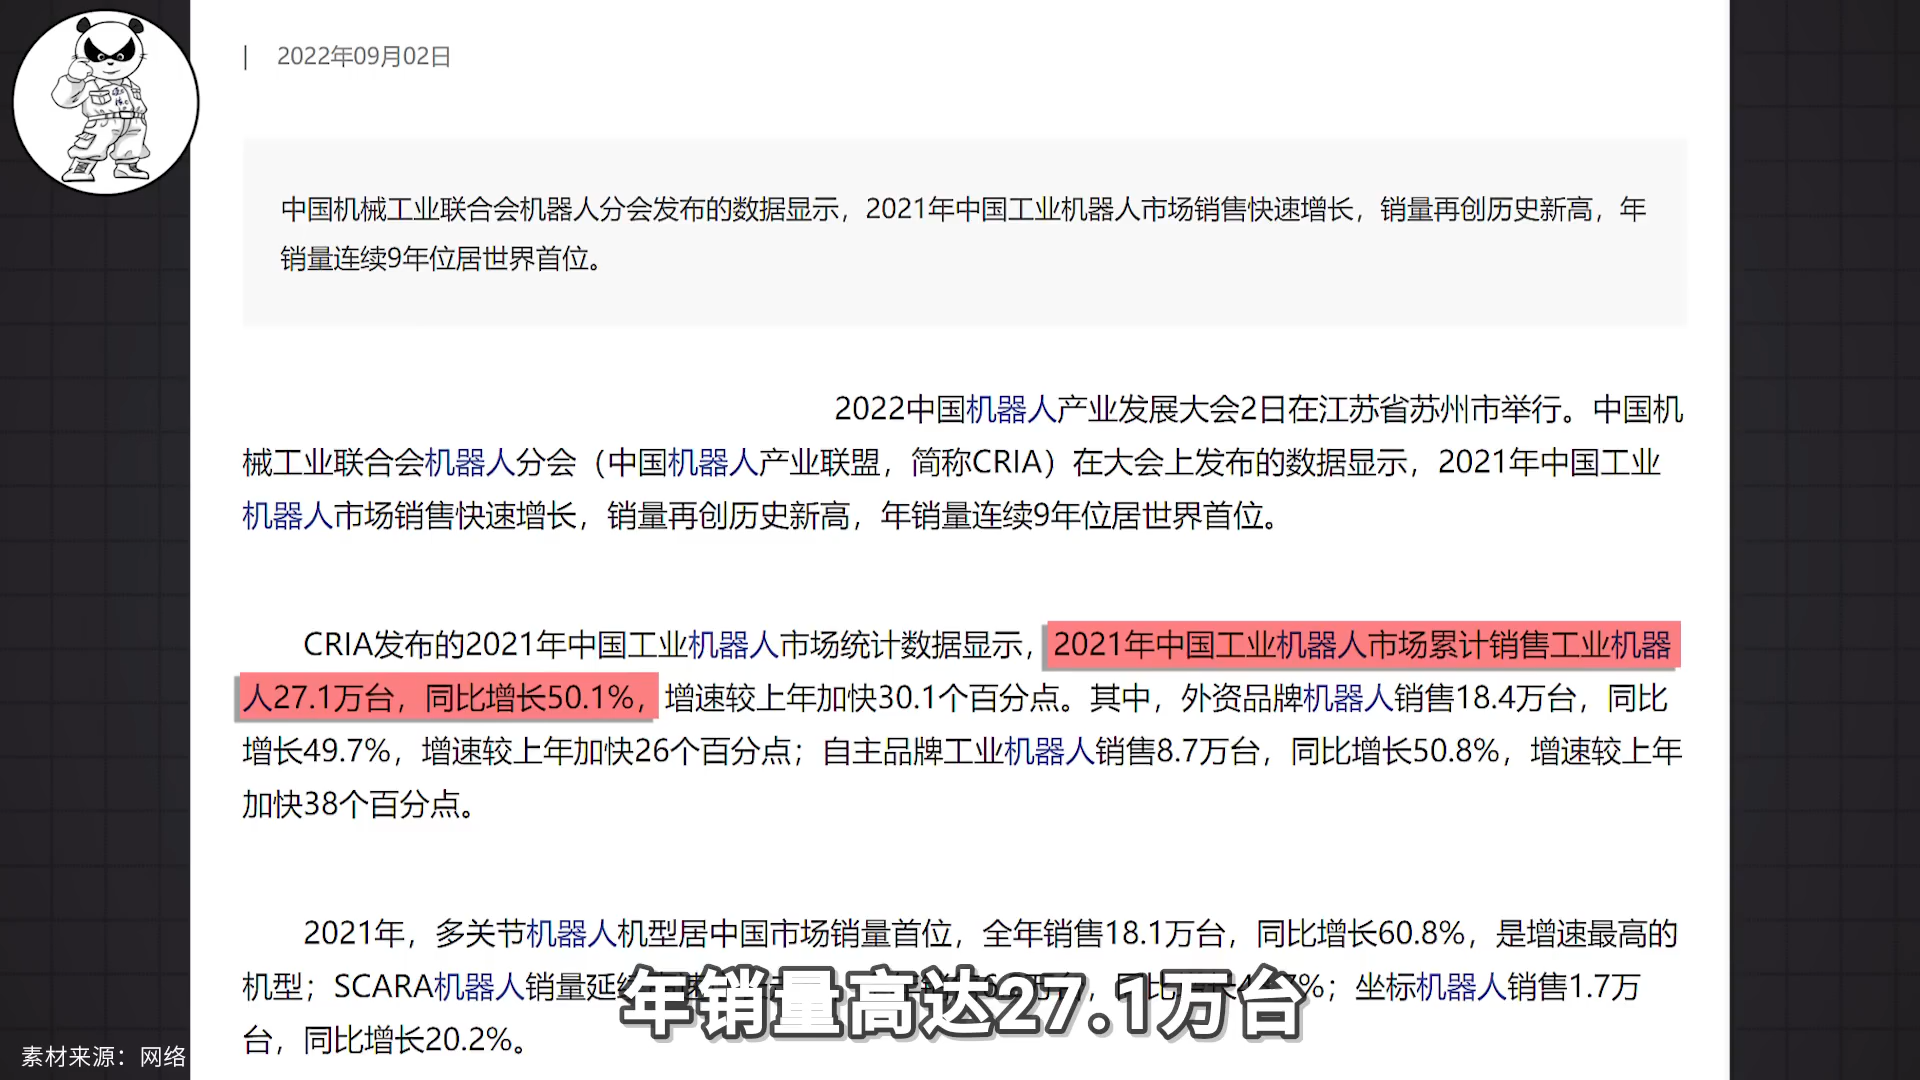 2022年09月02日
中国机械工业联合会机器人分会发布的数据显示，2021年中国工业机器人市场销售快速增长，销量再创历史新高，年
销量连续9年位居世界首位。
2022中国机器人产业发展大会2日在江苏省苏州市举行。中国机
械工业联合会机器人分会（中国机器人产业联盟，简称CRIA）在大会上发布的数据显示，2021年中国工业
机器人市场销售快速增长，销量再创历史新高，年销量连续9年位居世界首位。
CRIA发布的2021年中国工业机器人市场统计数据显示，2021年中国工业机器人市场累计销售工业机器
人27.1万台，同比增长50.1%，增速较上年加快30.1个百分点。其中，外资品牌机器人销售18.4万台，同比
增长49.7%，增速较上年加快26个百分点；自主品牌工业机器人销售8.7万台，同比增长50.8%，增速较上年
加快38个百分点。
2021年，多关节机器人机型居中国市场销量首位，全年销售18.1万台，同比增长60.8%，是增速最高的
机型；SCARA机器人销量延续 %；坐标机器人销售1.7万
台，同比增长20.2%。
年销量高达27.1万台
素材来源：网络